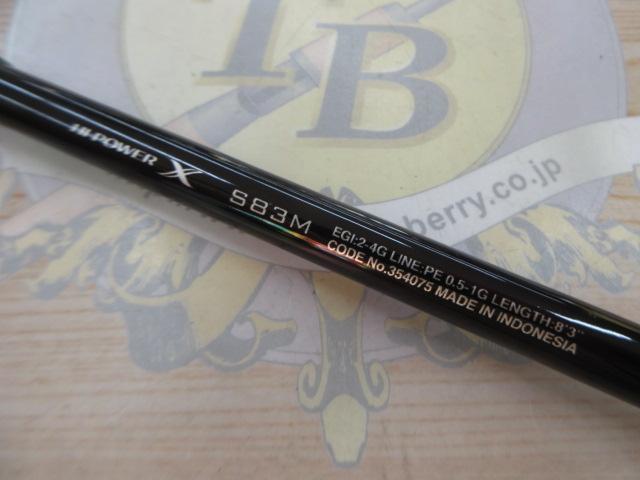 TB
berry.co.jp
HI-POWER X
S83M
EGI:2-4G LINE:PE 0.5-1G LENGTH:8'3"
CODE No.354075 MADE IN INDONESIA